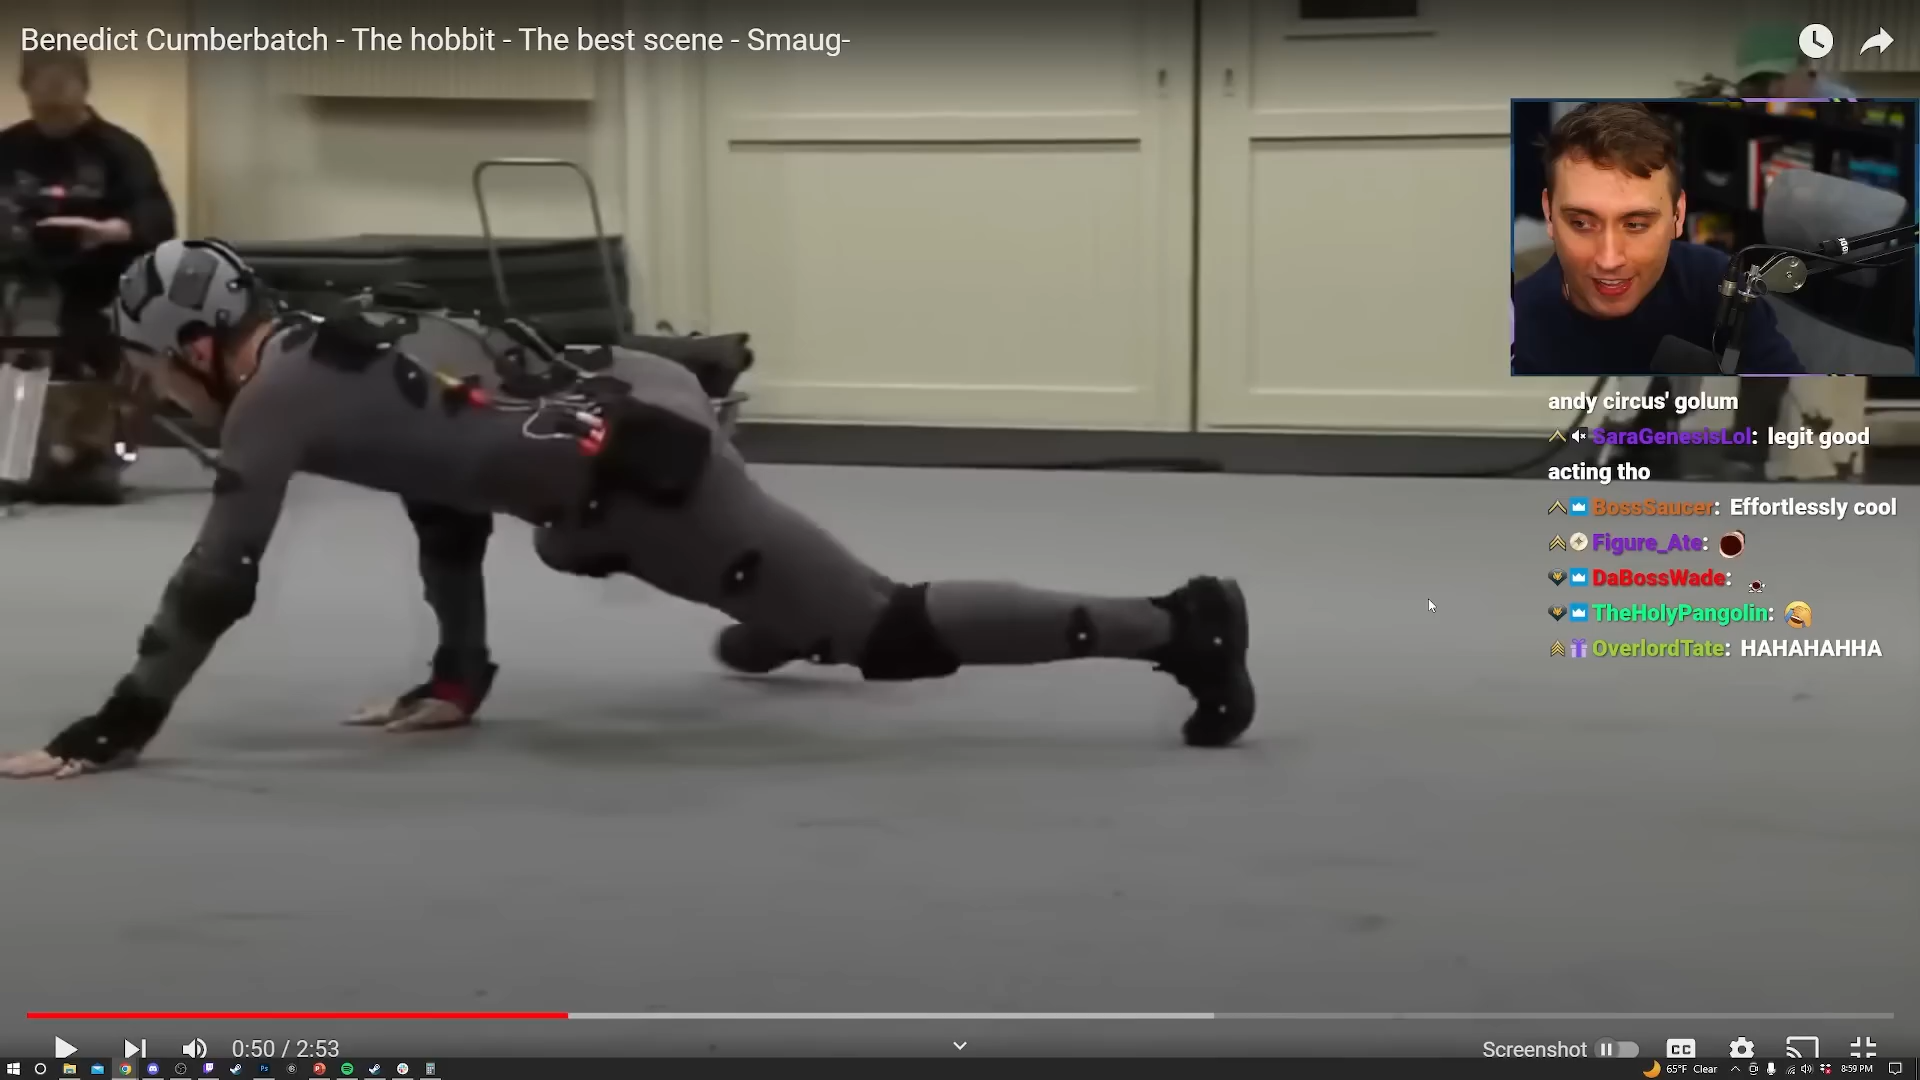 Benedict Cumberbatch - The hobbit - The best scene - Smaug-
andy circus' golum
SaraGenesisLol: legit good
acting tho
BossSaucer: Effortlessly cool
Figure_Ate:
DaBossWade:
TheHolyPangolin:
OverlordTate: HAHAHAHHA
0:50 / 2:53
Screenshot
CC
65°F Clear
8:59 PM